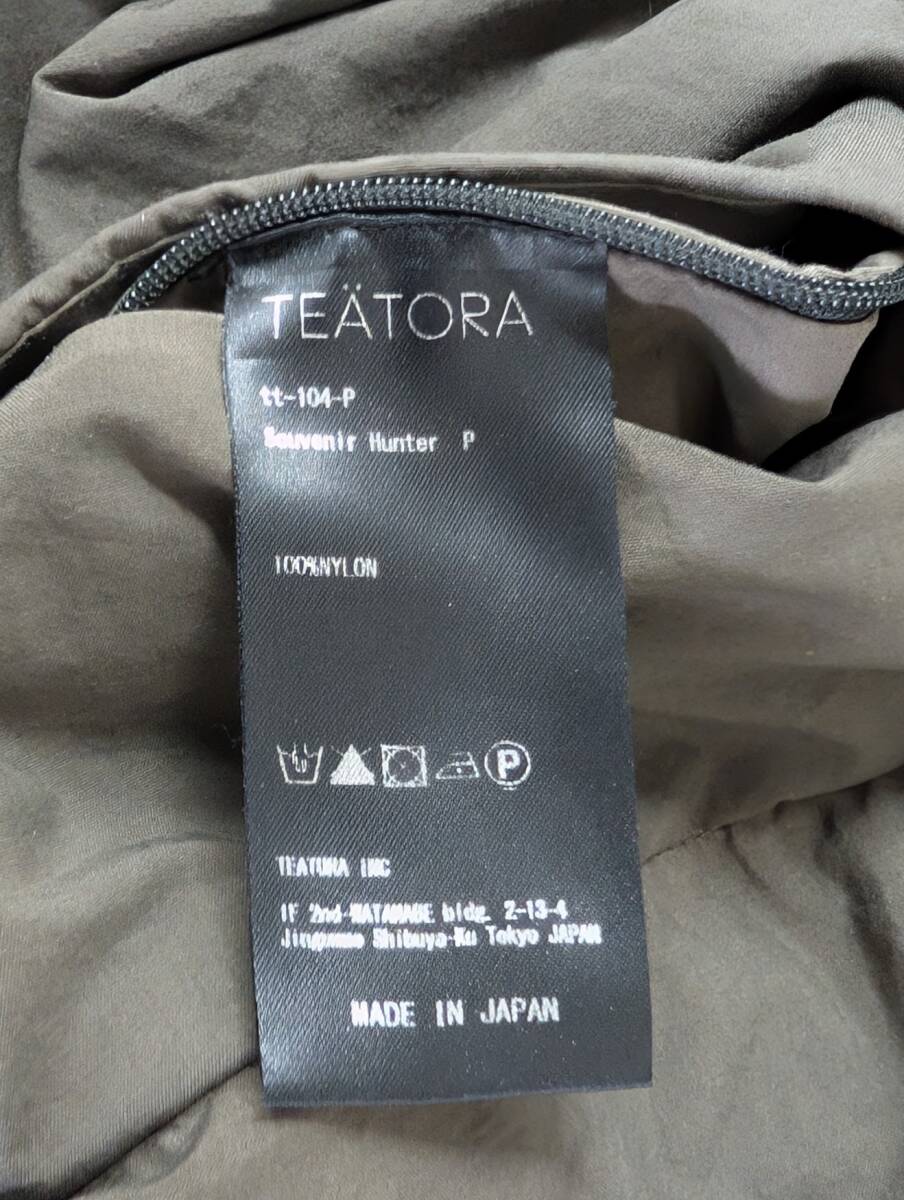 TEÄTORA
tt-104-P
Souvenir Hunter P
100%NYLON
P
TEATORA INC
1F 2nd-WATANABE bldg. 2-13-4
Jingumae Shibuya-Ku Tokyo JAPAN
MADE IN JAPAN